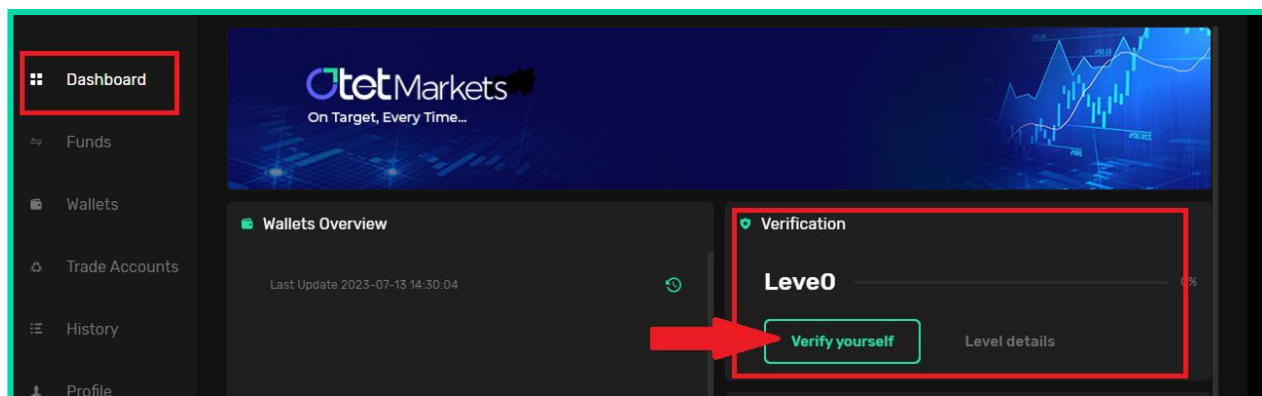 Dashboard
Funds
Wallets
Trade Accounts
History
Profile
OtetMarkets
On Target, Every Time...
Wallets Overview
Last Update 2023-07-13 14:30:04
Verification
Leve0
0%
Verify yourself
Level details